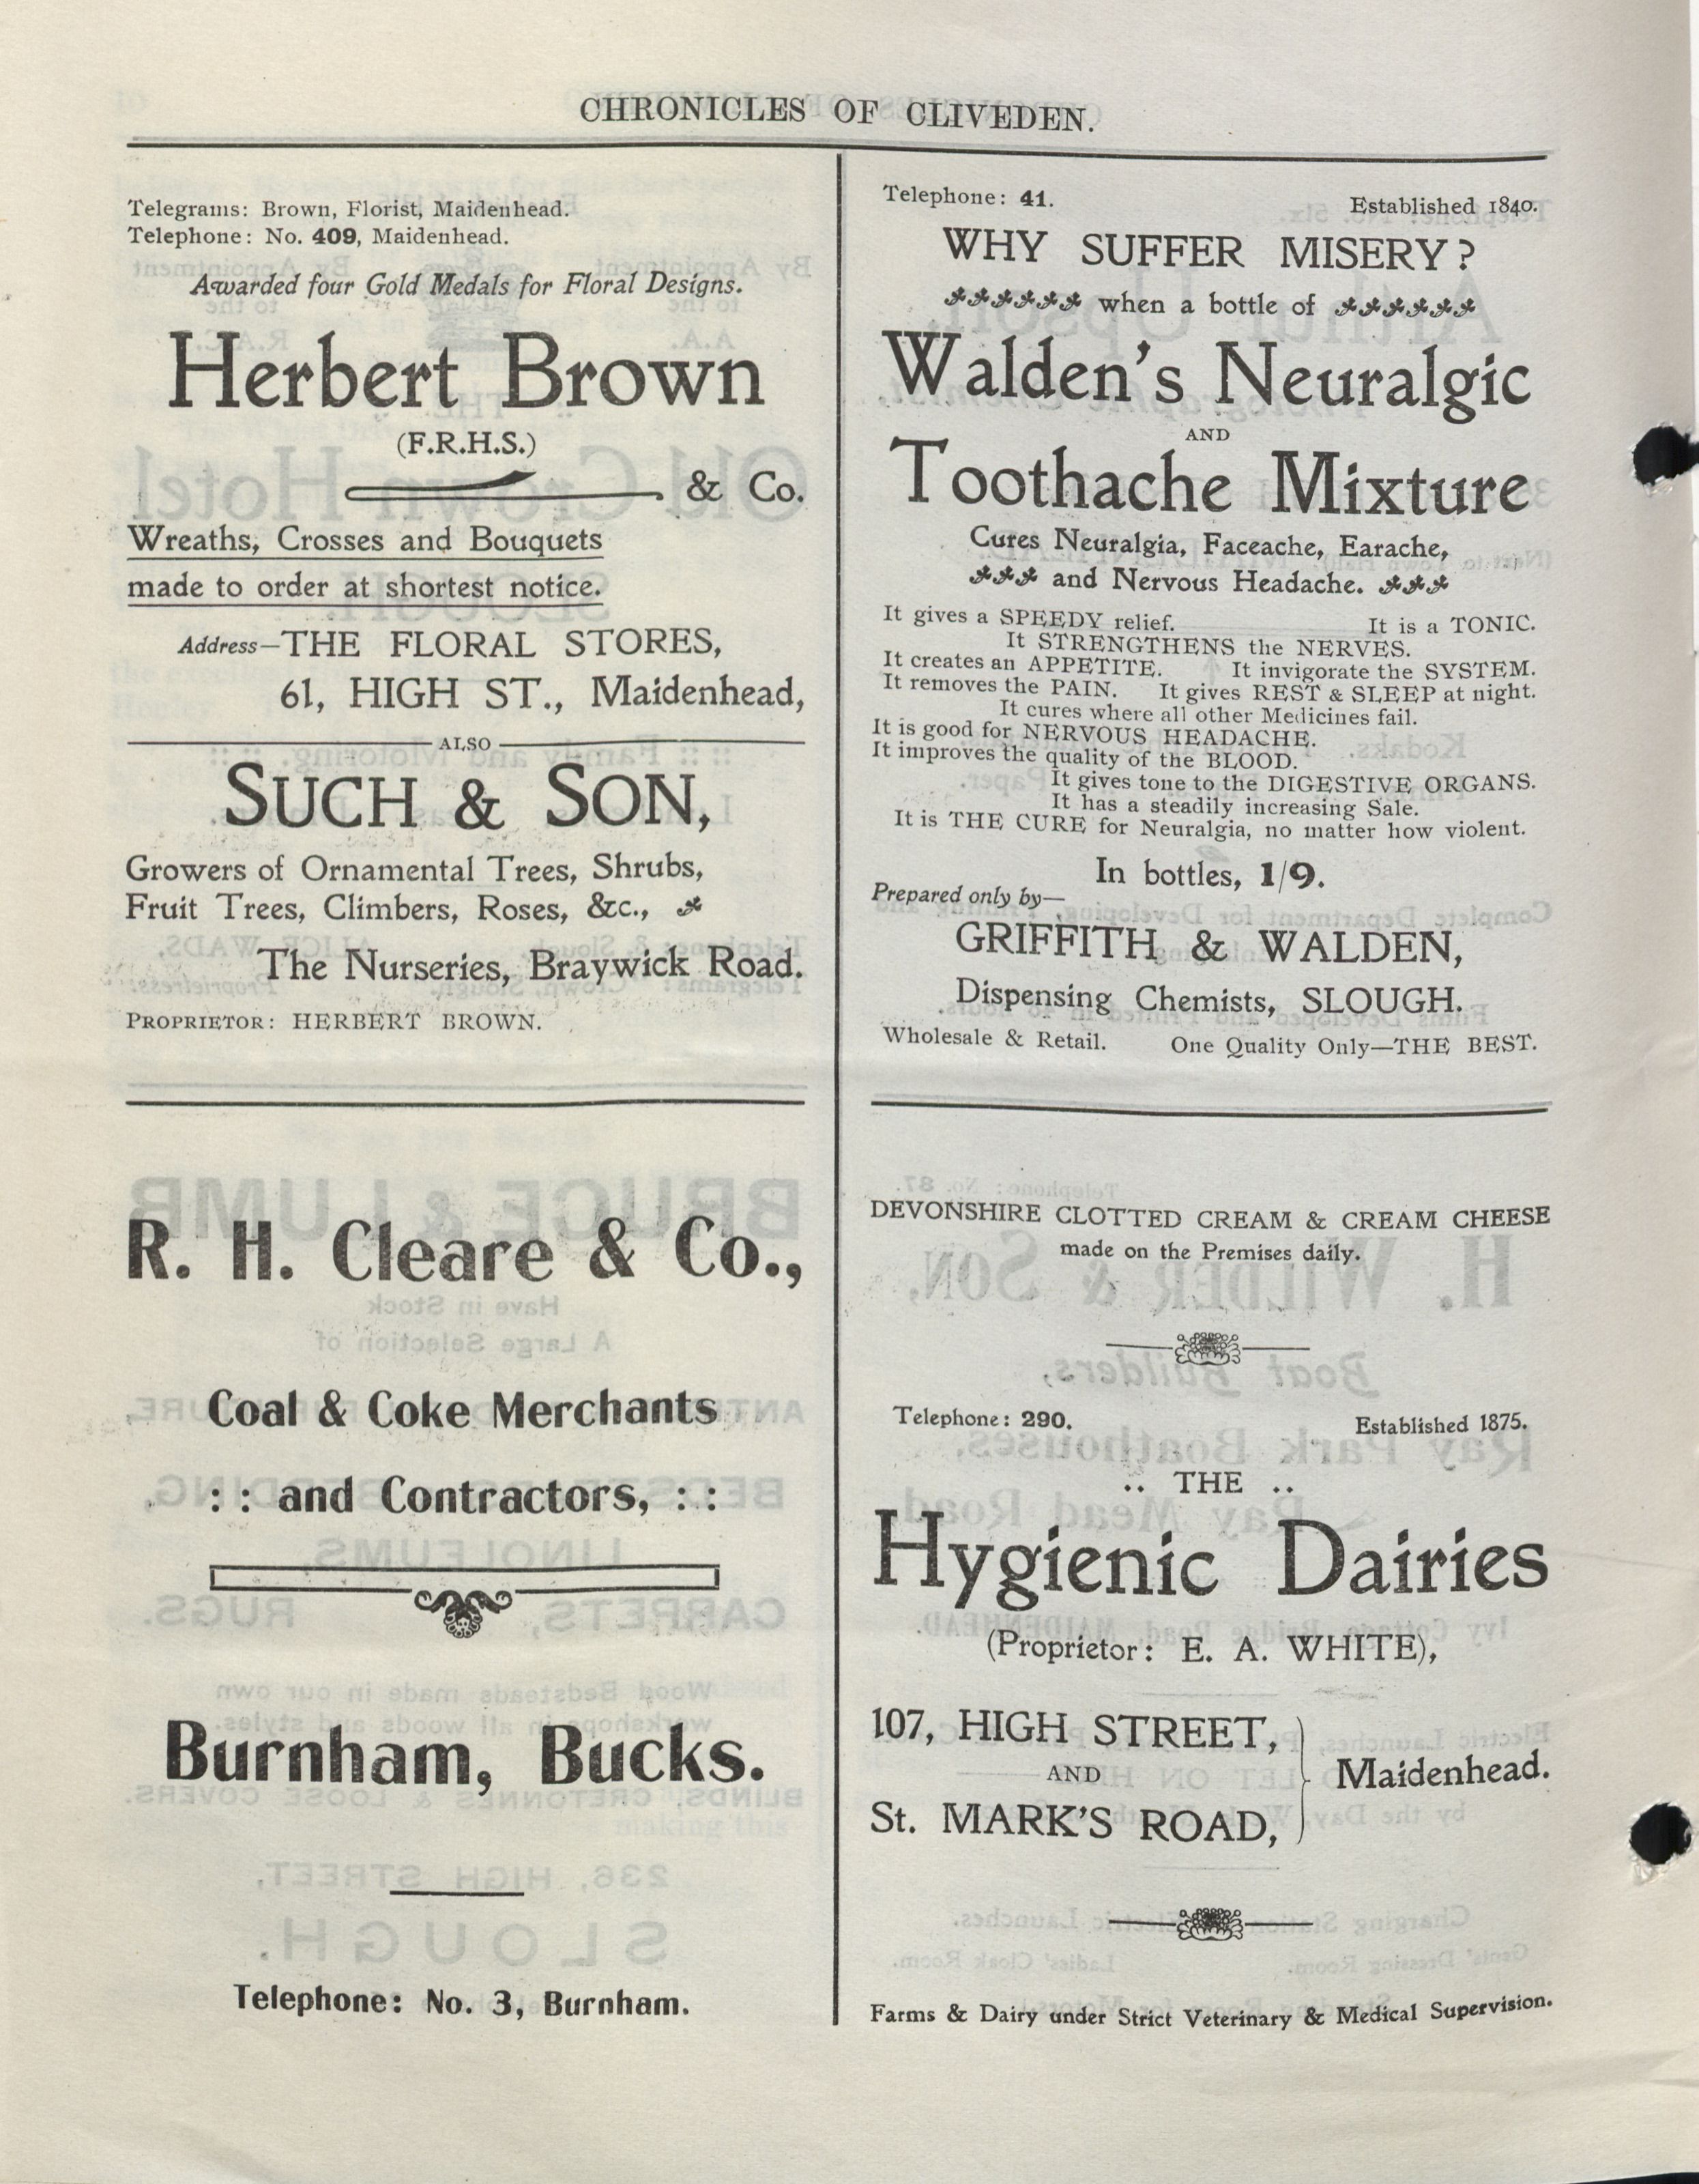 CHRONICLES OF CLIVEDEN.
Telegrams: Brown, Florist, Maidenhead.
Telephone: No. 409, Maidenhead.
Awarded four Gold Medals for Floral Designs.
Herbert Brown
(F.R.H.S.)
& Co.
Wreaths, Crosses and Bouquets
made to order at shortest notice.
Address—THE FLORAL STORES,
61, HIGH ST., Maidenhead,
ALSO
SUCH & SON,
Growers of Ornamental Trees, Shrubs,
Fruit Trees, Climbers, Roses, &c.,
The Nurseries, Braywick Road.
PROPRIETOR: HERBERT BROWN.
Telephone: 41. Established 1840.
WHY SUFFER MISERY?
when a bottle of
Walden's Neuralgic
AND
Toothache Mixture
Cures Neuralgia, Faceache, Earache,
and Nervous Headache.
It gives a SPEEDY relief. It is a TONIC.
It STRENGTHENS the NERVES.
It creates an APPETITE. It invigorate the SYSTEM.
It removes the PAIN. It gives REST & SLEEP at night.
It cures where all other Medicines fail.
It is good for NERVOUS HEADACHE.
It improves the quality of the BLOOD.
It gives tone to the DIGESTIVE ORGANS.
It has a steadily increasing Sale.
It is THE CURE for Neuralgia, no matter how violent.
In bottles, 1/9.
Prepared only by—
GRIFFITH & WALDEN,
Dispensing Chemists, SLOUGH.
Wholesale & Retail. One Quality Only—THE BEST.
R. H. Cleare & Co.,
Coal & Coke Merchants
: : and Contractors, : :
Burnham, Bucks.
Telephone: No. 3, Burnham.
DEVONSHIRE CLOTTED CREAM & CREAM CHEESE
made on the Premises daily.
Telephone: 290. Established 1875.
.. THE ..
Hygienic Dairies
(Proprietor: E. A. WHITE),
107, HIGH STREET,
AND
St. MARK'S ROAD,
Maidenhead.
Farms & Dairy under Strict Veterinary & Medical Supervision.